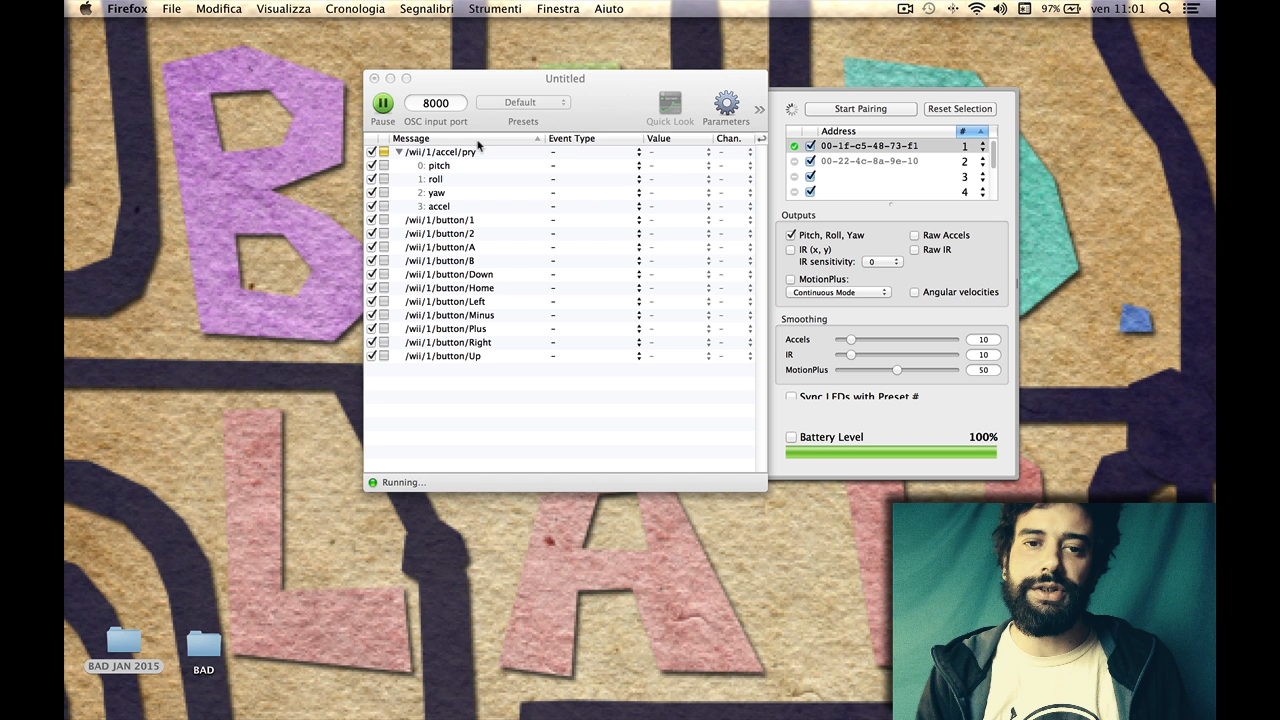 Firefox File Modifica Visualizza Cronologia Segnalibri Strumenti Finestra Aiuto 97% ven 11:01
Untitled
8000 Default
Pause OSC input port Presets Quick Look Parameters
Message Event Type Value Chan.
/wii/1/accel/pry –
0: pitch –
1: roll –
2: yaw –
3: accel –
/wii/1/button/1 –
/wii/1/button/2 –
/wii/1/button/A –
/wii/1/button/B –
/wii/1/button/Down –
/wii/1/button/Home –
/wii/1/button/Left –
/wii/1/button/Minus –
/wii/1/button/Plus –
/wii/1/button/Right –
/wii/1/button/Up –
Running...
Start Pairing Reset Selection
Address #
00-1f-c5-48-73-f1 1
00-22-4c-8a-9e-10 2
3
4
Outputs
Pitch, Roll, Yaw Raw Accels
IR (x, y) Raw IR
IR sensitivity: 0
MotionPlus:
Continuous Mode Angular velocities
Smoothing
Accels 10
IR 10
MotionPlus 50
Sync LEDs with Preset #
Battery Level 100%
B
L A
BAD JAN 2015 BAD